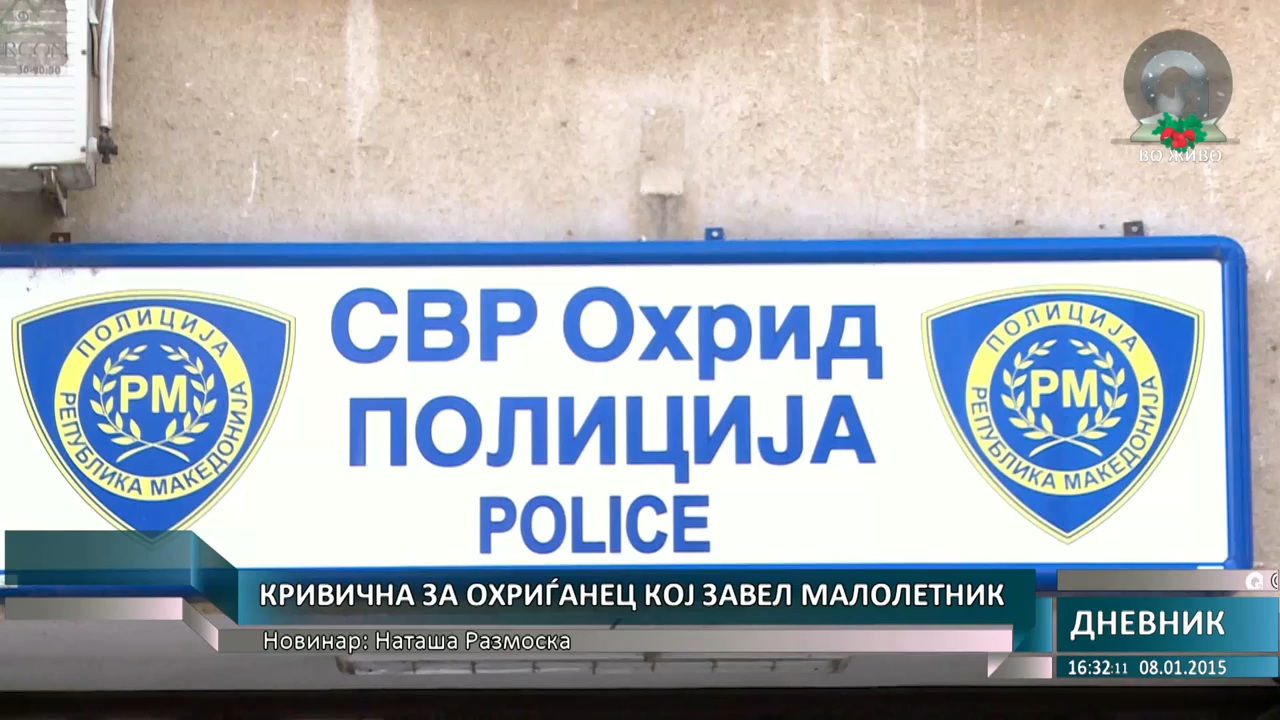 ВО ЖИВО
СВР Охрид
ПОЛИЦИЈА
POLICE
ПОЛИЦИЈА
РМ
РЕПУБЛИКА МАКЕДОНИЈА
ПОЛИЦИЈА
РМ
РЕПУБЛИКА МАКЕДОНИЈА
КРИВИЧНА ЗА ОХРИЃАНЕЦ КОЈ ЗАВЕЛ МАЛОЛЕТНИК
Новинар: Наташа Размоска
ДНЕВНИК
16:32:11 08.01.2015